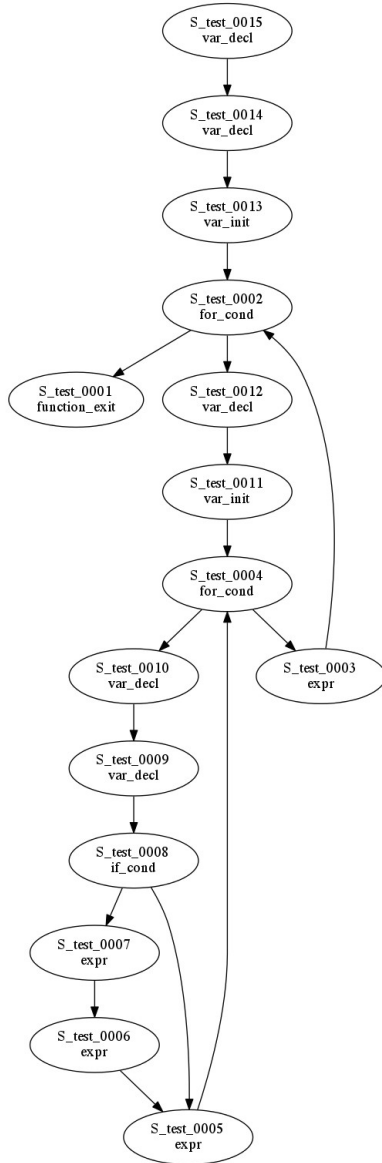 S_test_0015
var_decl
S_test_0014
var_decl
S_test_0013
var_init
S_test_0002
for_cond
S_test_0001
function_exit
S_test_0012
var_decl
S_test_0011
var_init
S_test_0004
for_cond
S_test_0010
var_decl
S_test_0003
expr
S_test_0009
var_decl
S_test_0008
if_cond
S_test_0007
expr
S_test_0006
expr
S_test_0005
expr